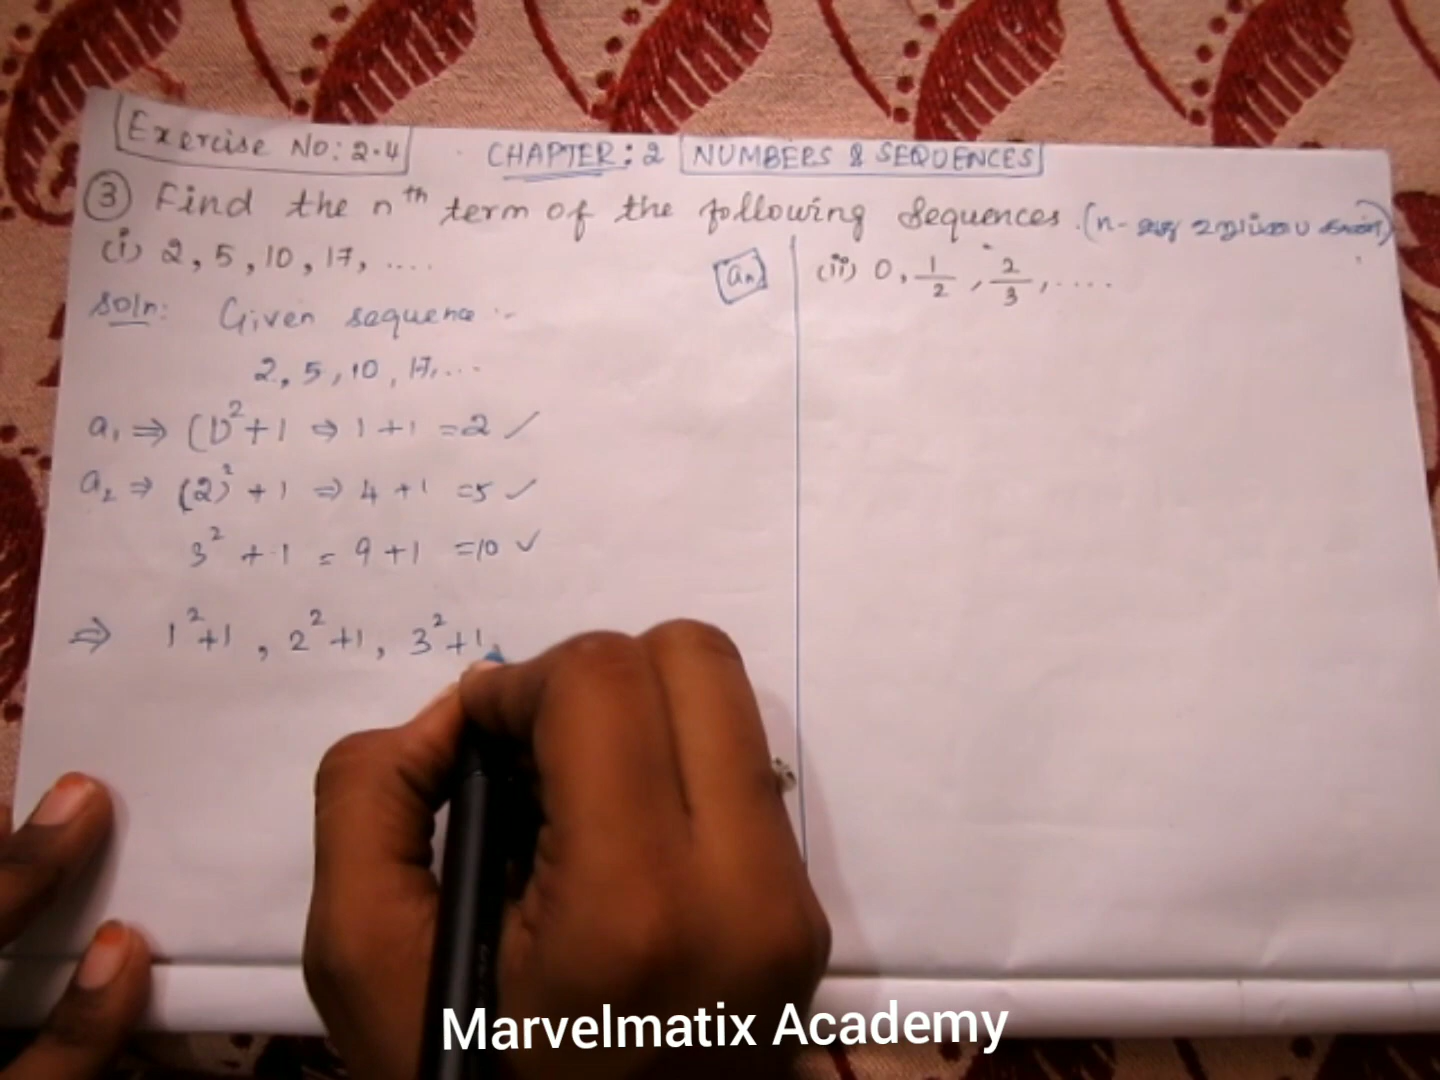 Exercise No: 2.4
CHAPTER: 2 NUMBERS & SEQUENCES
③ Find the nth term of the following Sequences. (n- வது உறுப்பை காண்)
(i) 2, 5, 10, 17, ....
Soln: Given sequence :-
2, 5, 10, 17, ...
a₁ ⇒ (1)² + 1 ⇒ 1 + 1 = 2 ✓
a₂ ⇒ (2)² + 1 ⇒ 4 + 1 = 5 ✓
3² + 1 = 9 + 1 = 10 ✓
⇒ 1² + 1 , 2² + 1, 3² + 1,
aₙ
(ii) 0, 1/2, 2/3, ....
Marvelmatix Academy